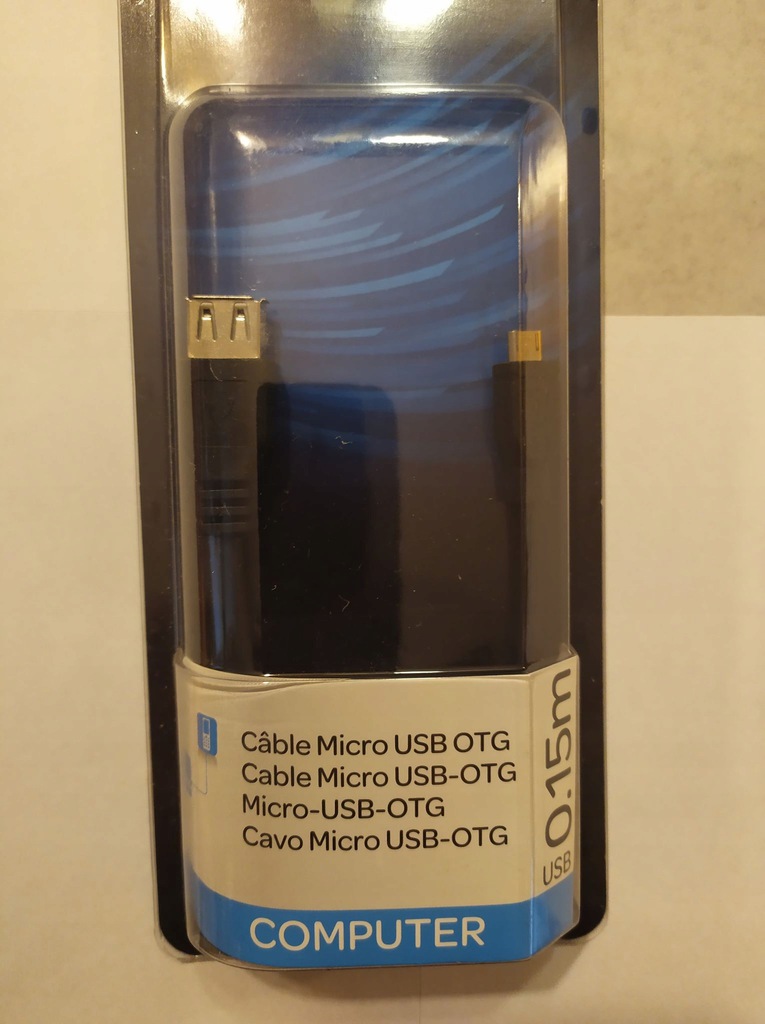 Câble Micro USB OTG
Cable Micro USB-OTG
Micro-USB-OTG
Cavo Micro USB-OTG
USB 0.15m
COMPUTER